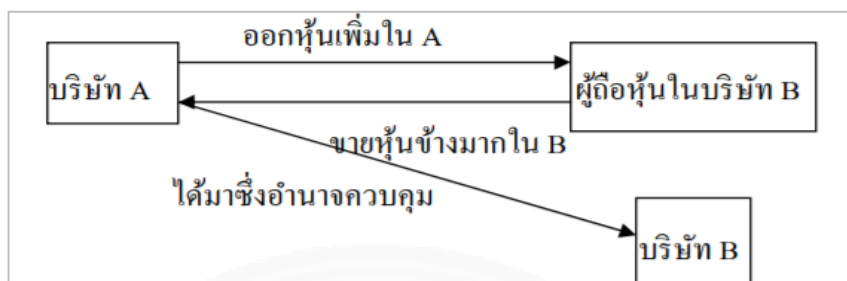 ออกหุ้นเพิ่มใน A
บริษัท A
ผู้ถือหุ้นในบริษัท B
ขายหุ้นข้างมากใน B
ได้มาซึ่งอำนาจควบคุม
บริษัท B